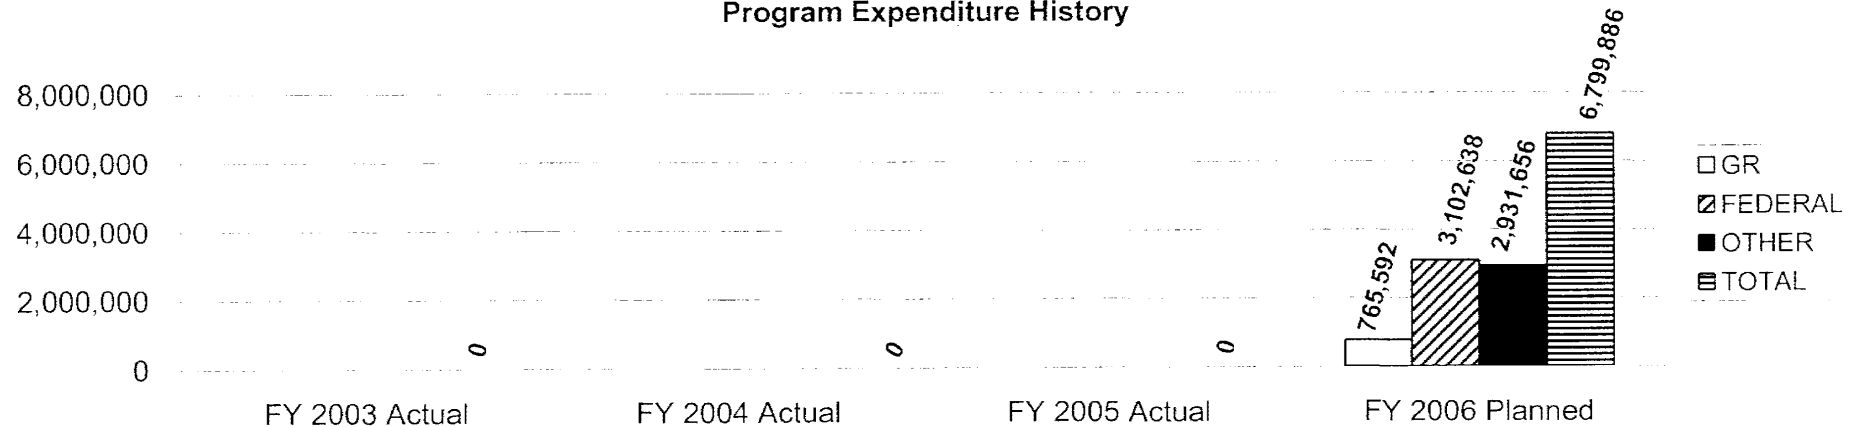 Program Expenditure History
8,000,000
6,000,000
4,000,000
2,000,000
0
0
0
0
765,592
3,102,638
2,931,656
6,799,886
FY 2003 Actual
FY 2004 Actual
FY 2005 Actual
FY 2006 Planned
GR
FEDERAL
OTHER
TOTAL